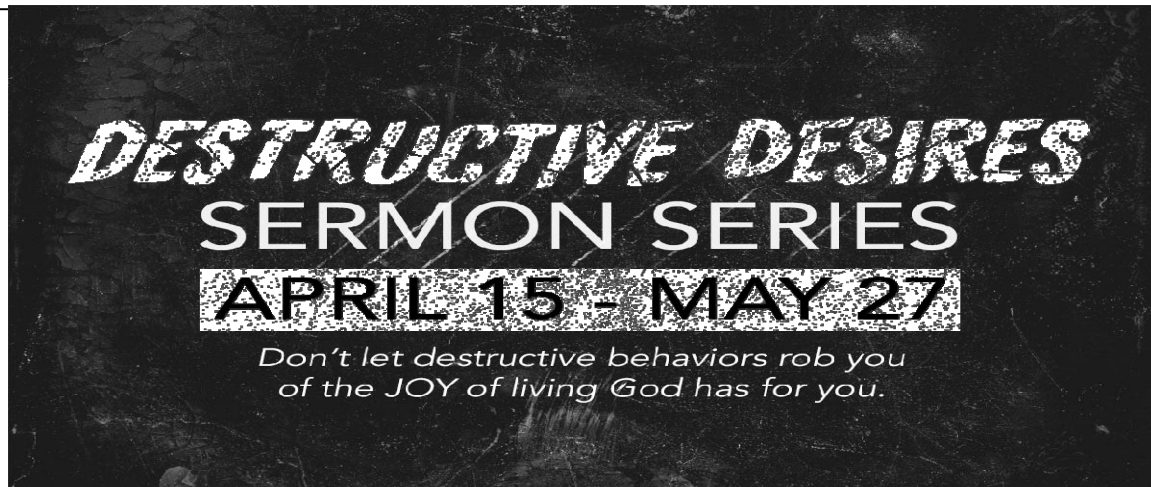 DESTRUCTIVE DESIRES
SERMON SERIES
APRIL 15 - MAY 27
Don't let destructive behaviors rob you
of the JOY of living God has for you.